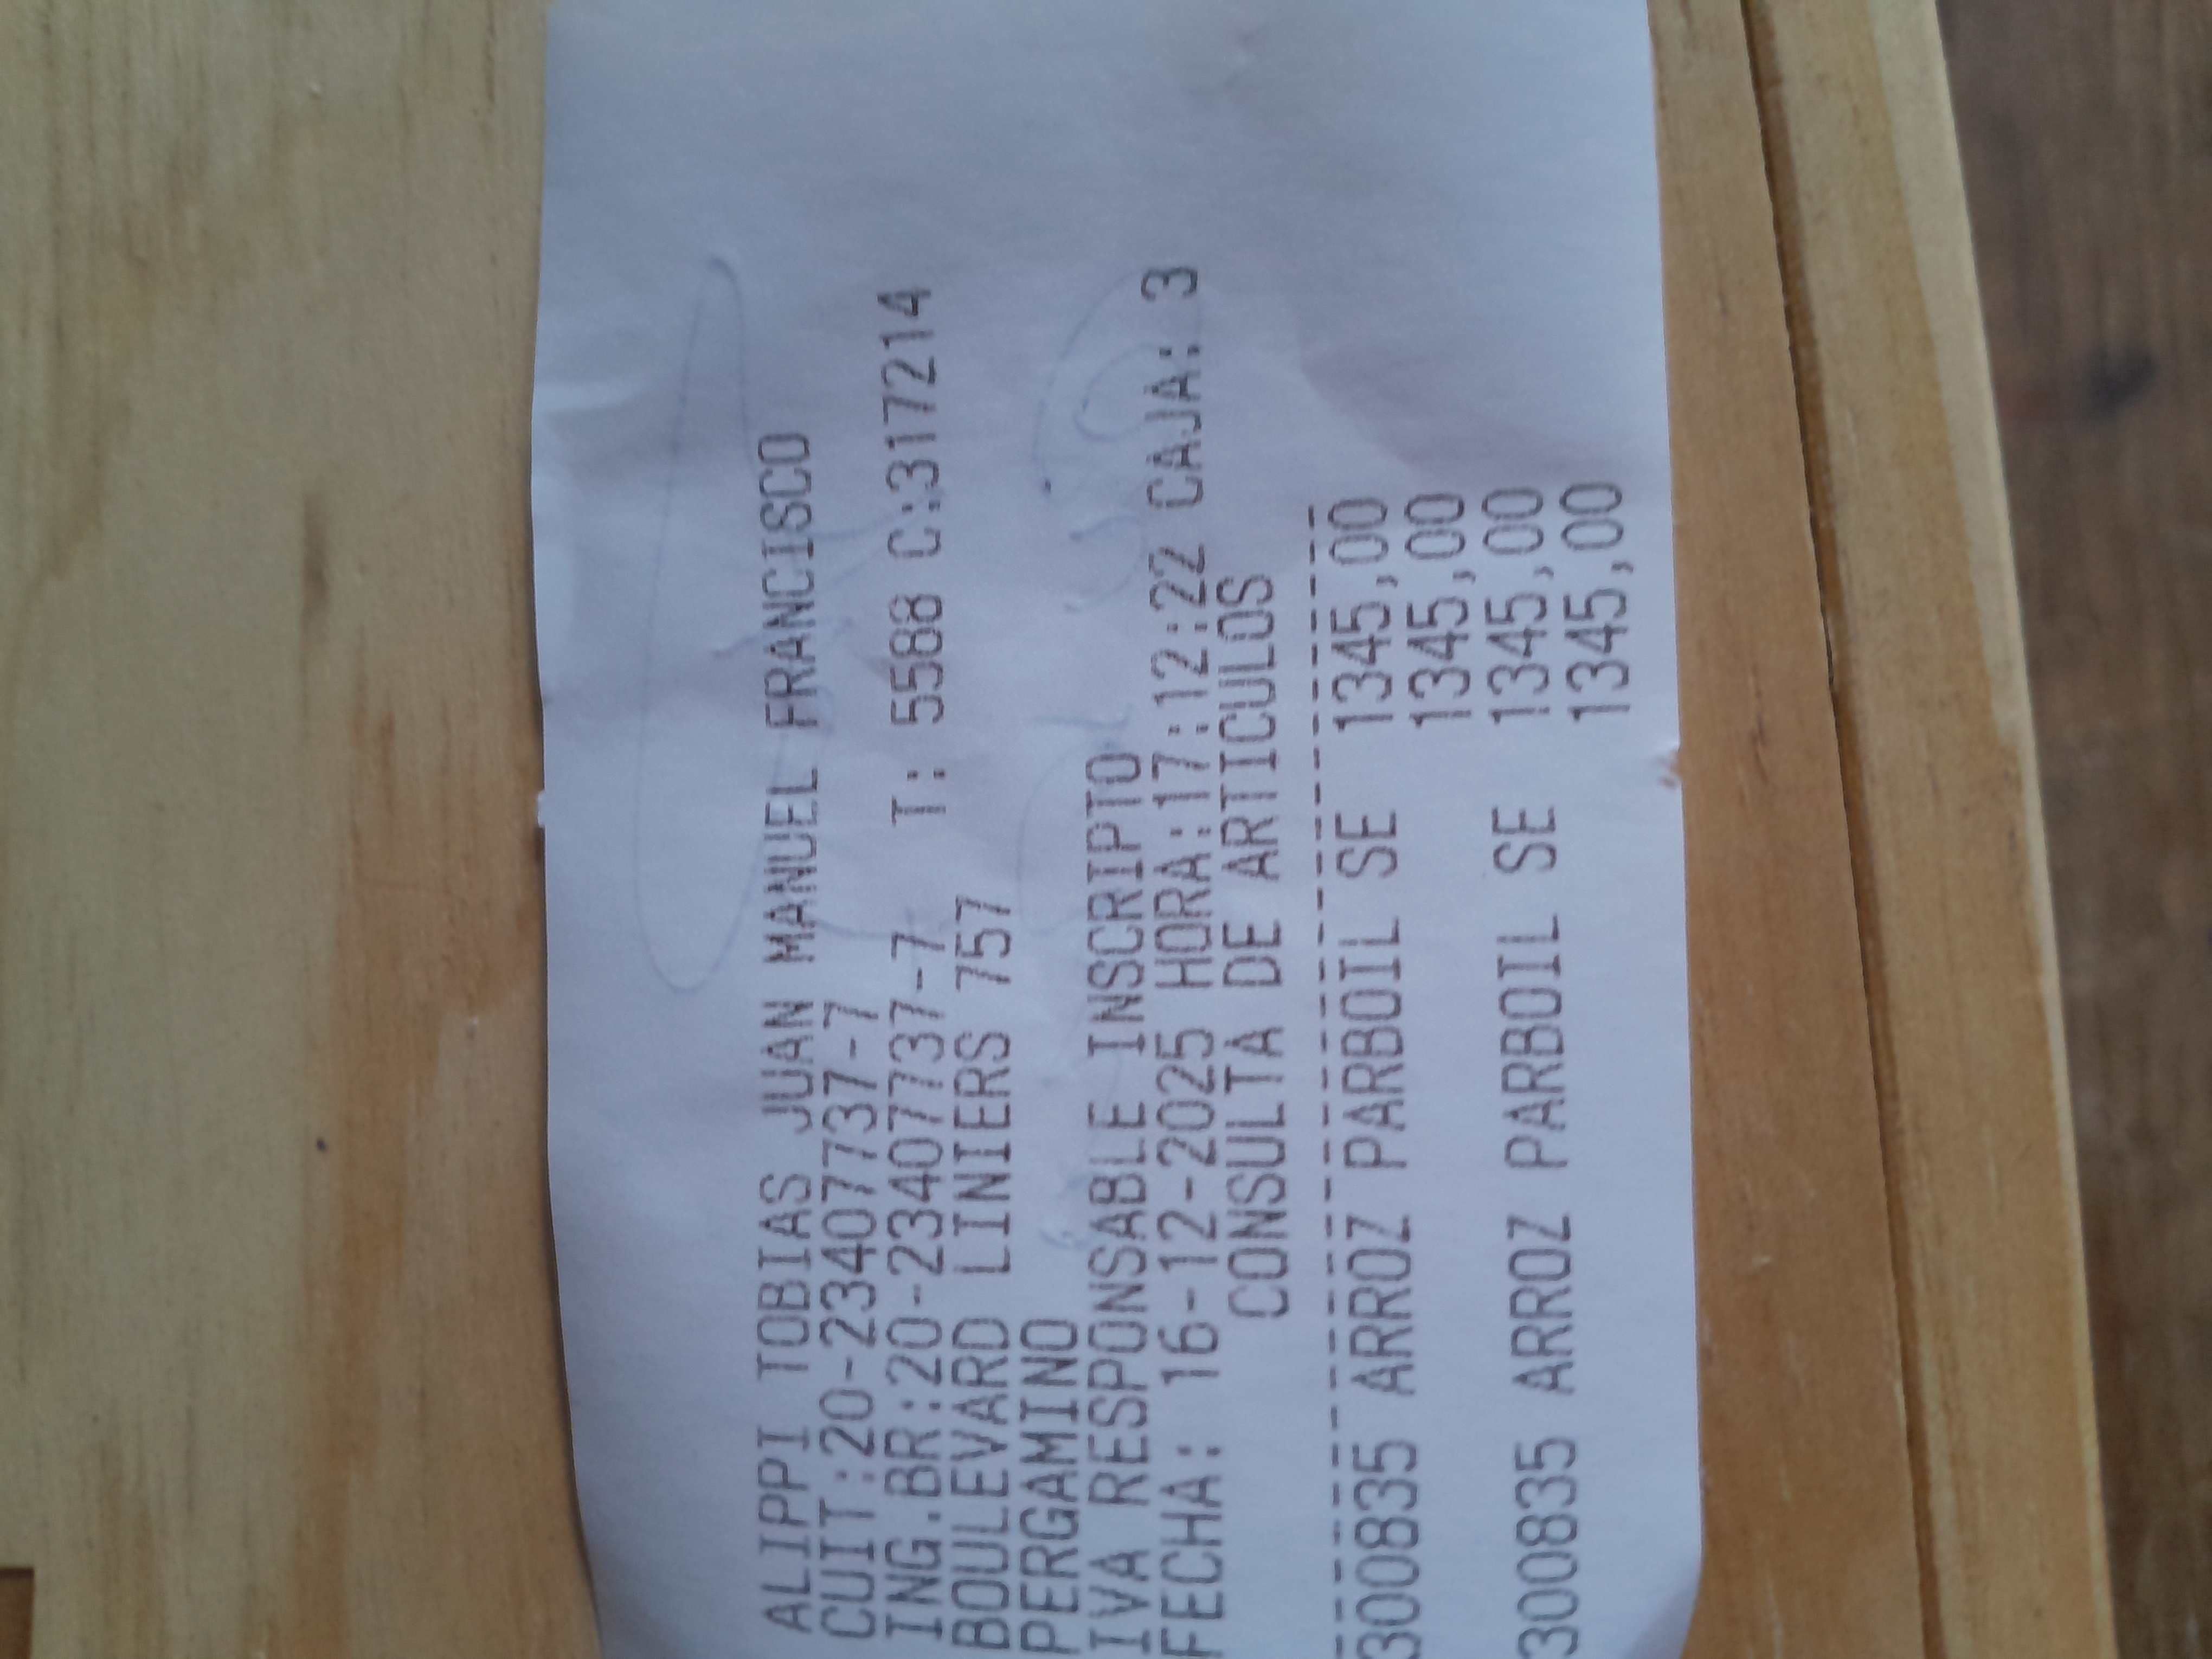 ALIPPI TOBIAS JUAN MANUEL FRANCISCO
CUIT:20-23407737-7
ING.BR:20-23407737-7 T: 5588 C:317214
BOULEVARD LINIERS 757
PERGAMINO
IVA RESPONSABLE INSCRIPTO
FECHA: 16-12-2025 HORA:17:12:22 CAJA: 3
CONSULTA DE ARTICULOS
300835 ARROZ PARBOIL SE 1345,00
1345,00
300835 ARROZ PARBOIL SE 1345,00
1345,00